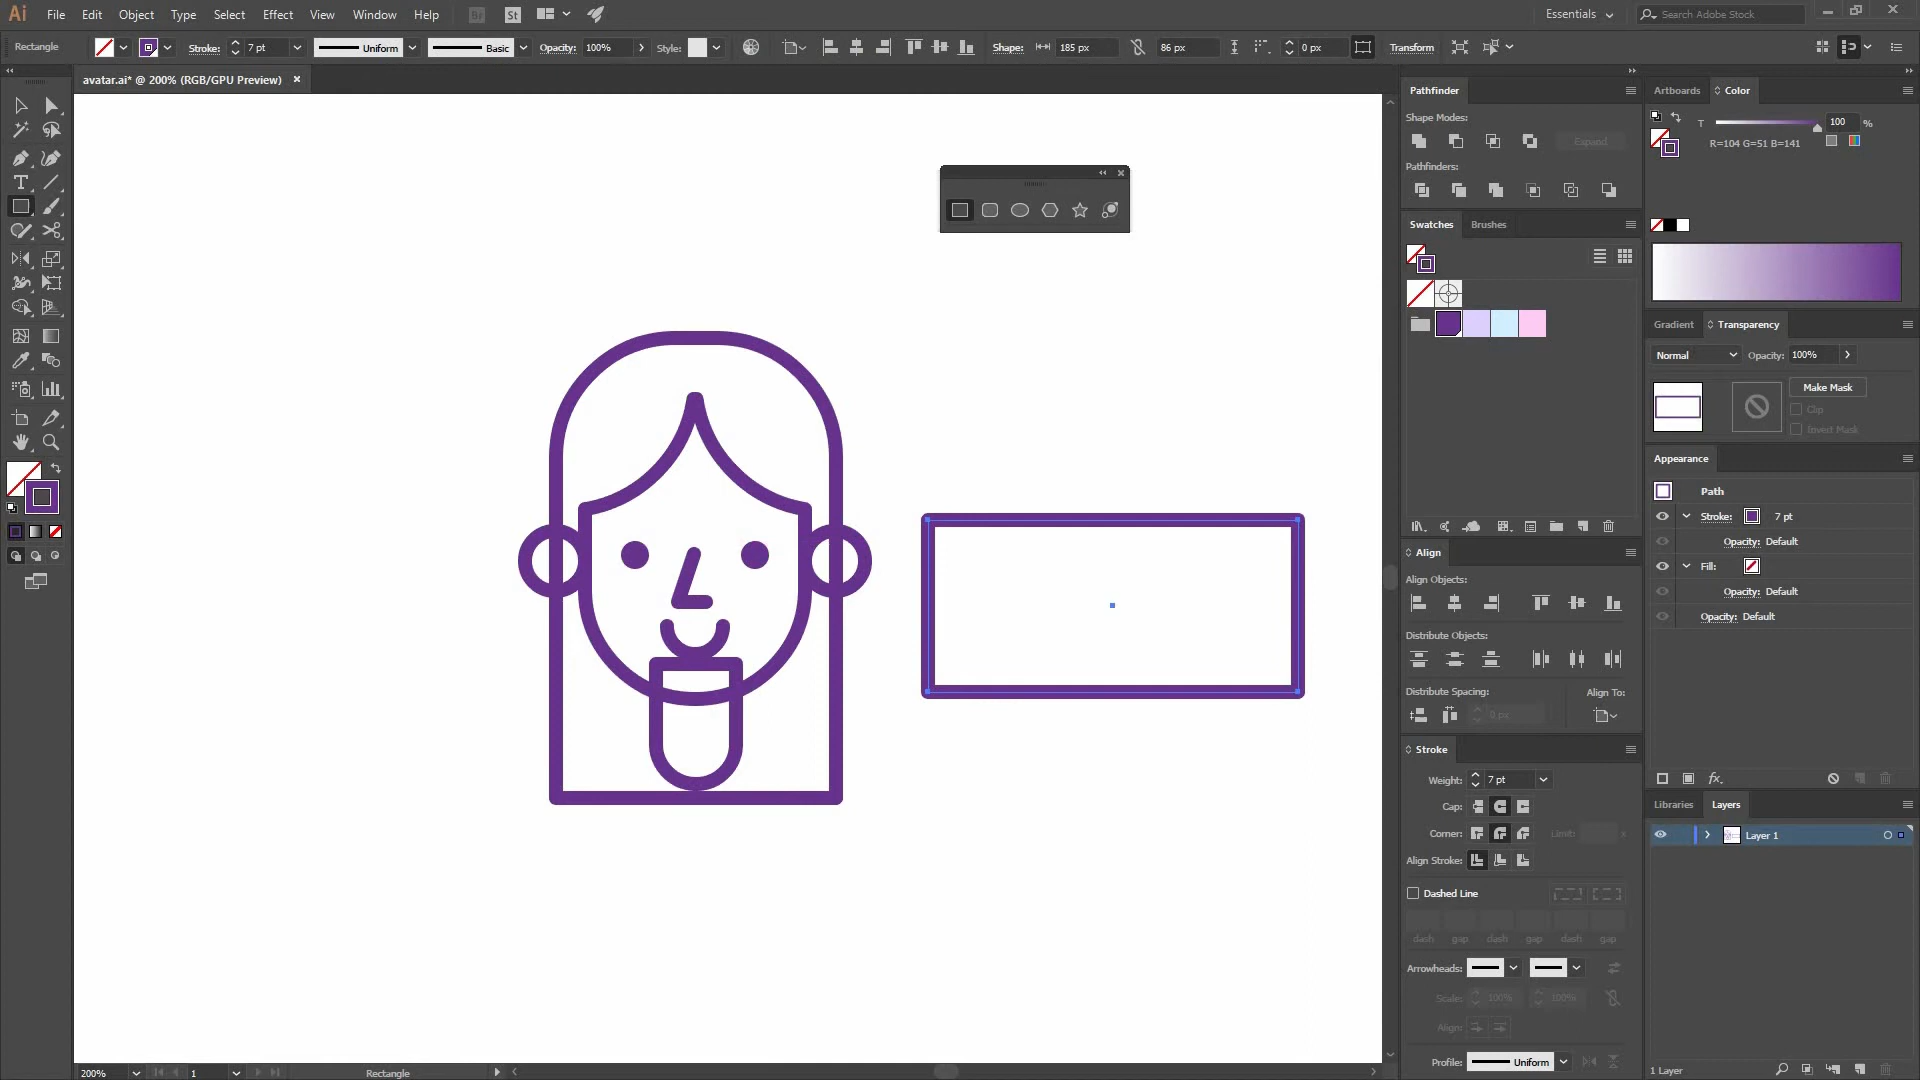 Ai File Edit Object Type Select Effect View Window Help Br St Essentials Search Adobe Stock
Rectangle Stroke: 7 pt Uniform Basic Opacity: 100% Style: Shape: 185 px 86 px 0 px Transform
avatar.ai* @ 200% (RGB/GPU Preview)
Pathfinder
Shape Modes:
Expand
Pathfinders:
Swatches Brushes
Align
Align Objects:
Distribute Objects:
Distribute Spacing: Align To:
0 px
Stroke
Weight: 7 pt
Cap:
Corner: Limit: x
Align Stroke:
Dashed Line
dash gap dash gap dash gap
Arrowheads:
Scale: 100% 100%
Align:
Profile: Uniform
Artboards Color
T 100 %
R=104 G=51 B=141
Gradient Transparency
Normal Opacity: 100%
Make Mask
Clip
Invert Mask
Appearance
Path
Stroke: 7 pt
Opacity: Default
Fill:
Opacity: Default
Opacity: Default
fx
Libraries Layers
Layer 1
1 Layer
200% 1 Rectangle